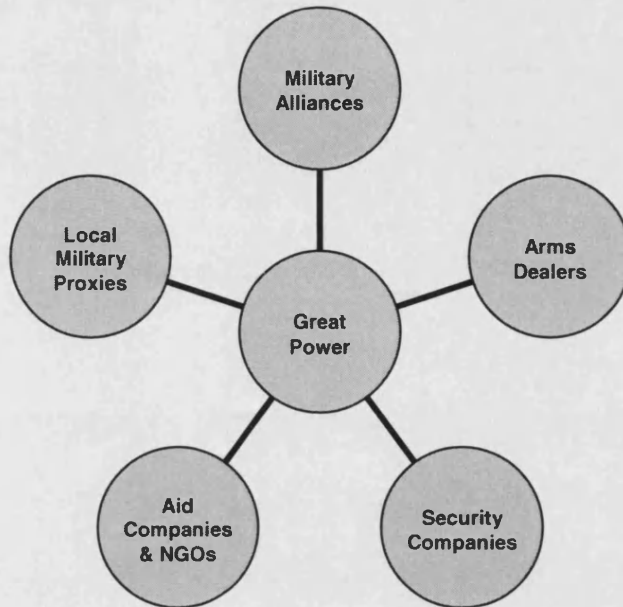 Military
Alliances
Local
Military
Proxies
Arms
Dealers
Great
Power
Aid
Companies
& NGOs
Security
Companies